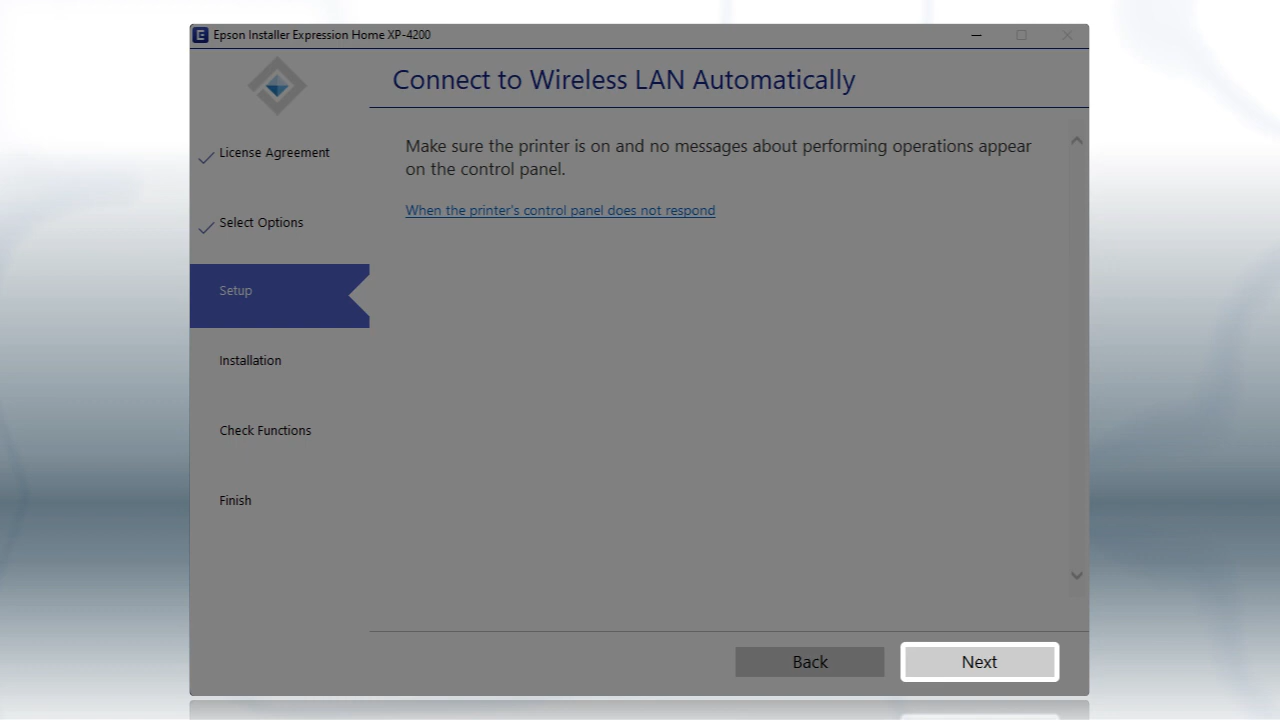 Epson Installer Expression Home XP-4200
Connect to Wireless LAN Automatically
License Agreement
Select Options
Setup
Installation
Check Functions
Finish
Make sure the printer is on and no messages about performing operations appear
on the control panel.
When the printer's control panel does not respond
Back
Next